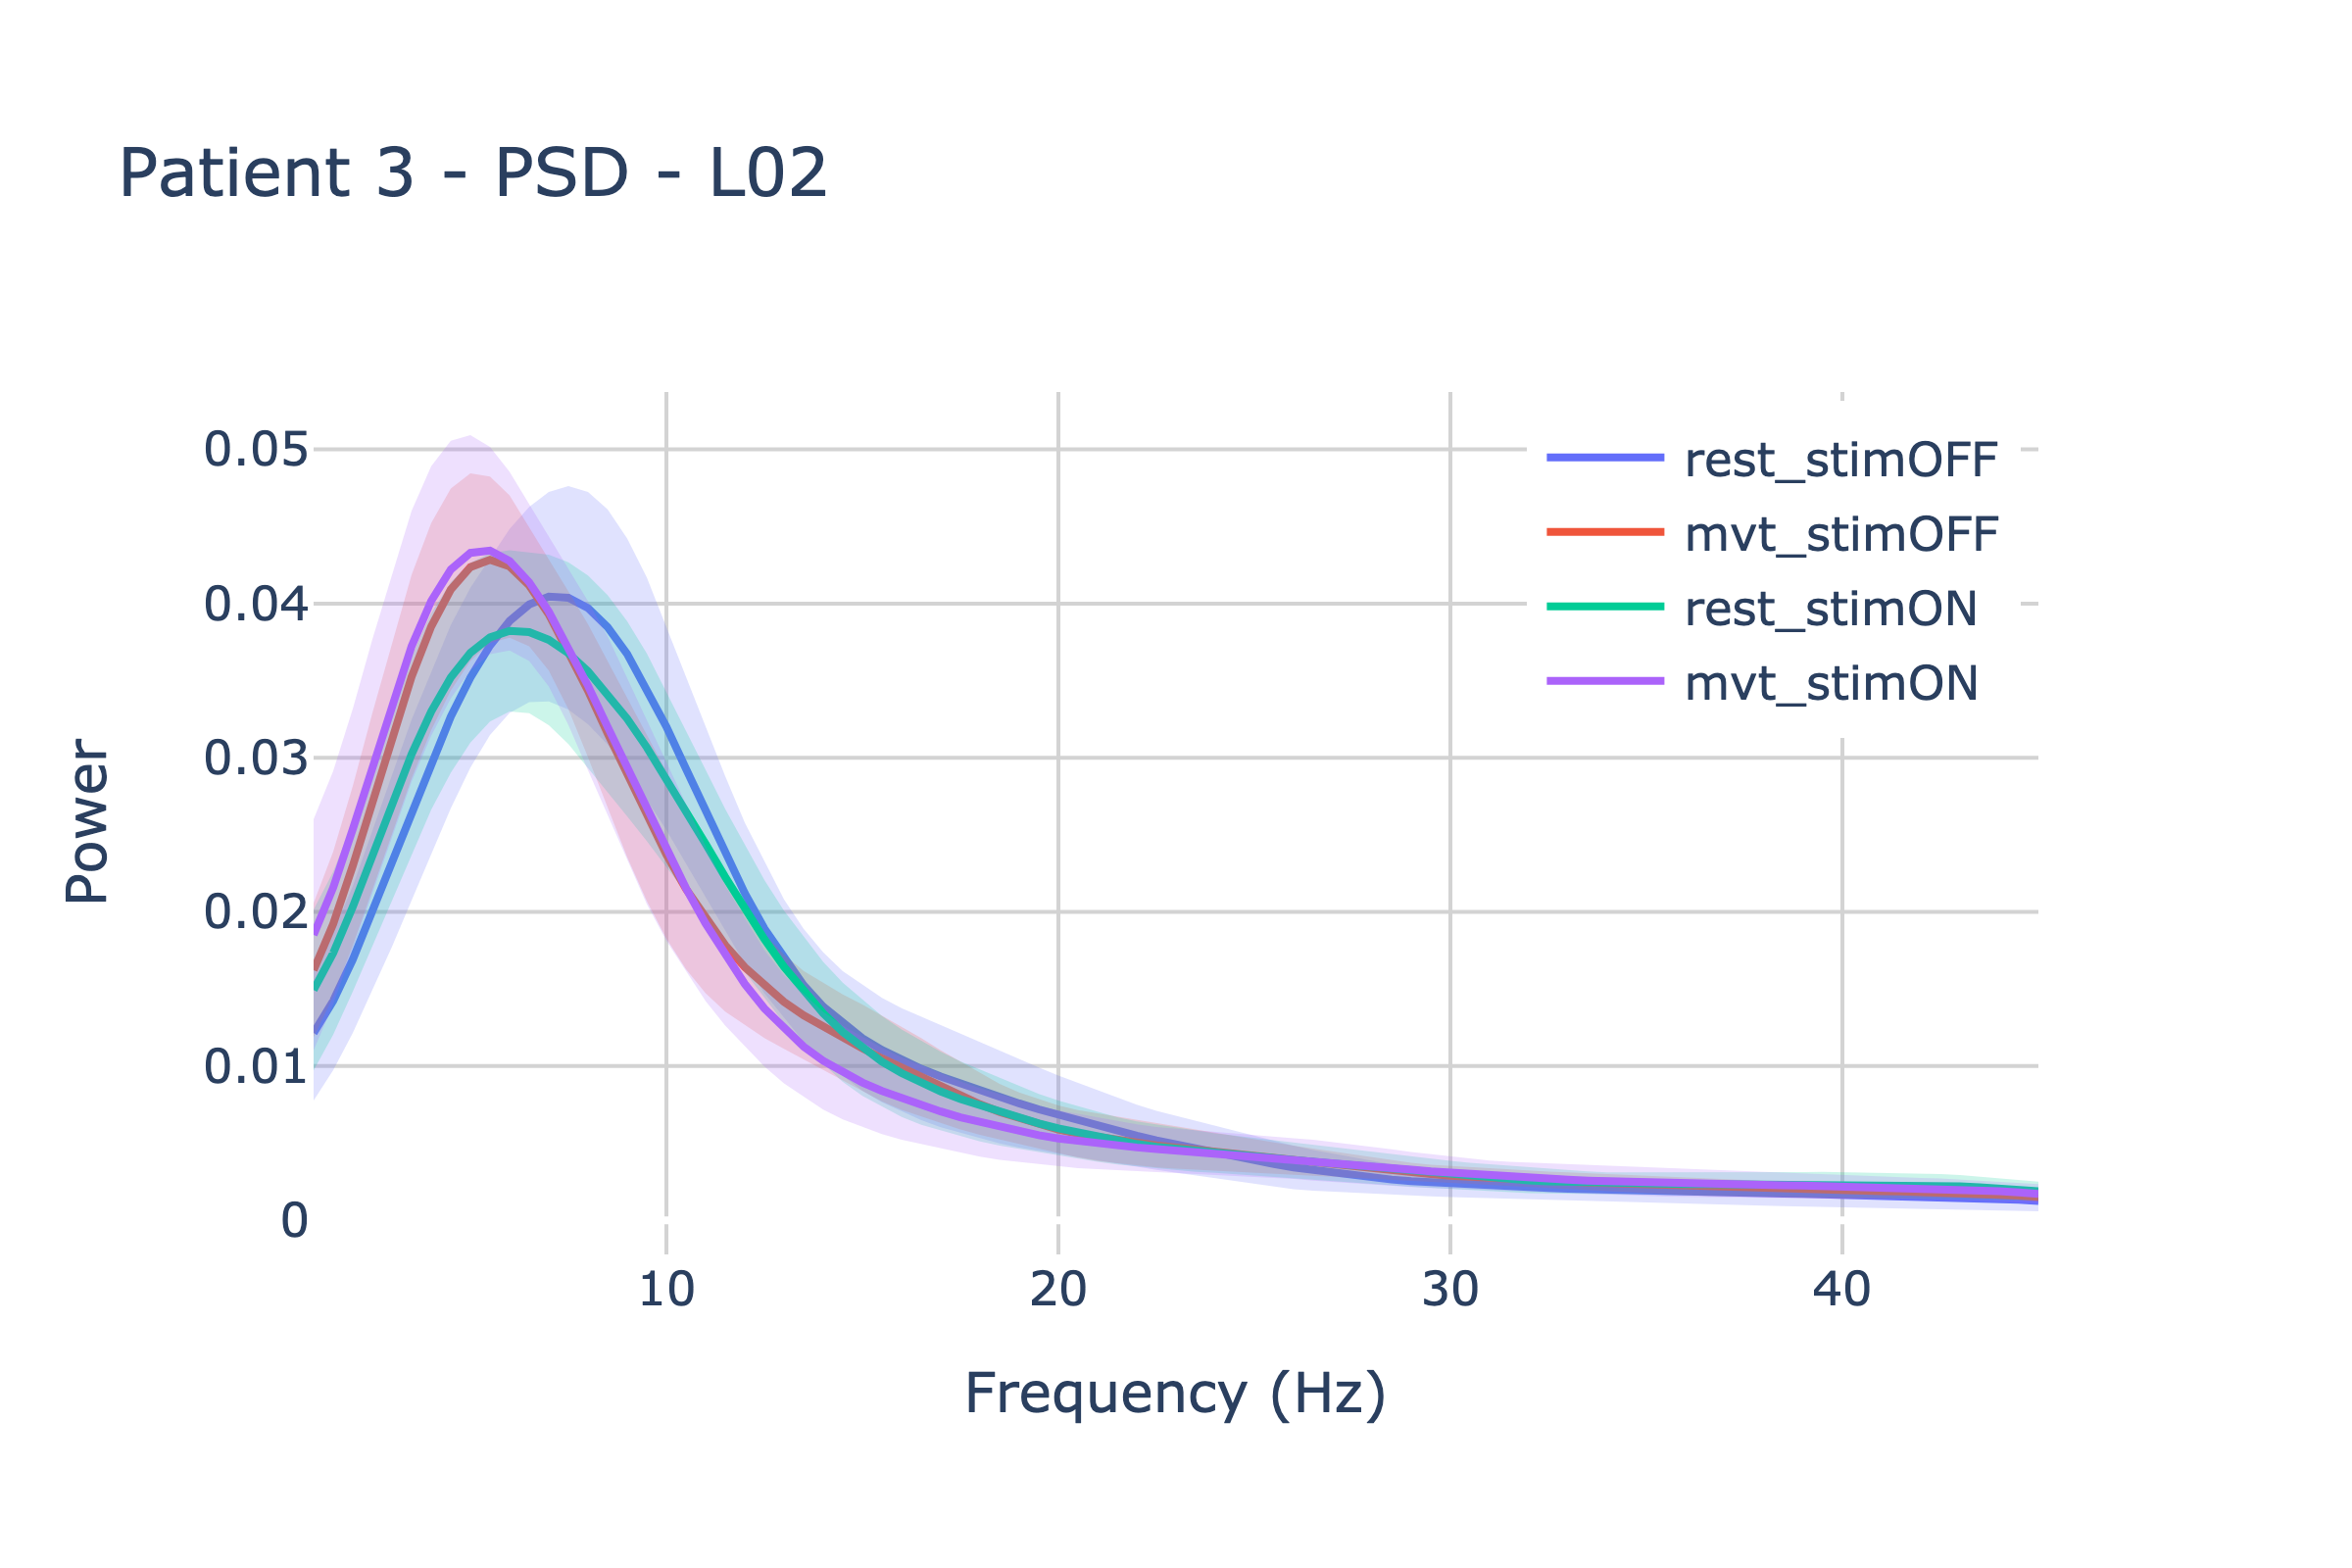 Patient 3 - PSD - L02
0.05
0.04
0.03
0.02
0.01
0
Power
rest_stimOFF
mvt_stimOFF
rest_stimON
mvt_stimON
10 20 30 40
Frequency (Hz)